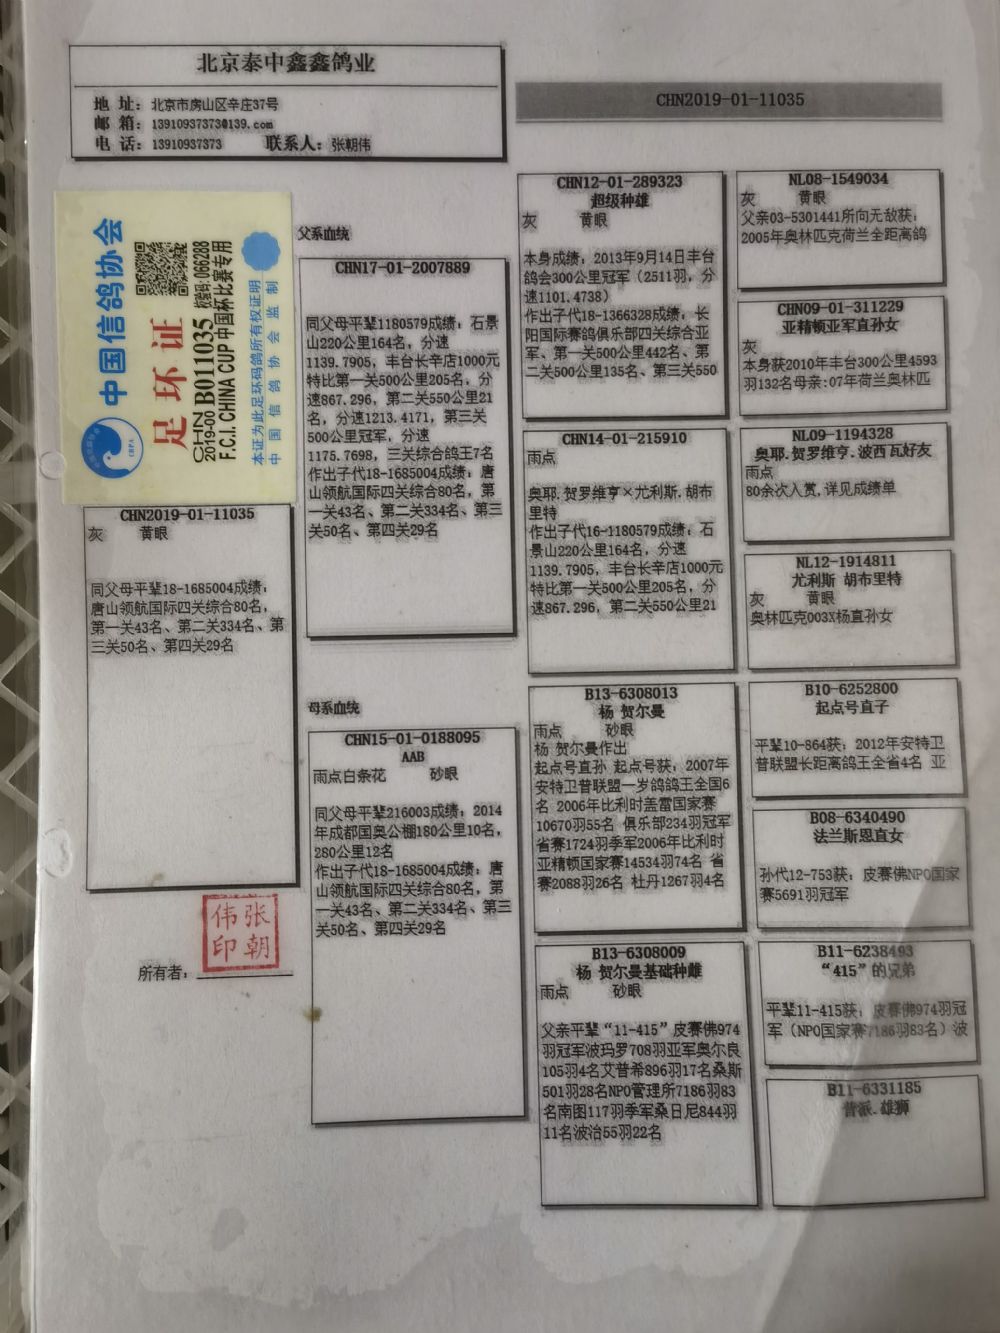 北京泰中鑫鑫鸽业
地 址：北京市房山区辛庄37号
邮 箱：13910937373@139.com
电 话：13910937373 联系人：张朝伟
CHN2019-01-11035
中国信鸽协会
CRPA
足环证
CHN
2019-00 B011035 校验码:066288
F.C.I. CHINA CUP 中国杯比赛专用
本证为此足环码鸽所有权证明
中国信鸽协会监制
CHN2019-01-11035
灰 黄眼
同父母平辈18-1685004成绩：
唐山领航国际四关综合80名，
第一关43名、第二关334名、第
三关50名、第四关29名
所有者：
张朝伟印
父系血统
CHN17-01-2007889
同父母平辈1180579成绩：石景
山220公里164名，分速
1139.7905，丰台长辛店1000元
特比第一关500公里205名，分
速867.296，第二关550公里21
名，分速1213.4171，第三关
500公里冠军，分速
1175.7698，三关综合鸽王7名
作出子代18-1685004成绩：唐
山领航国际四关综合80名，第
一关43名、第二关334名、第三
关50名、第四关29名
母系血统
CHN15-01-0188095
AAB
雨点白条花 砂眼
同父母平辈216003成绩：2014
年成都国奥公棚180公里10名，
280公里12名
作出子代18-1685004成绩：唐
山领航国际四关综合80名，第
一关43名、第二关334名、第三
关50名、第四关29名
CHN12-01-289323
超级种雄
灰 黄眼
本身成绩：2013年9月14日丰台
鸽会300公里冠军（2511羽，分
速1101.4738）
作出子代18-1366328成绩：长
阳国际赛鸽俱乐部四关综合亚
军、第一关500公里442名、第
二关500公里135名、第三关550
CHN14-01-215910
雨点
奥耶.贺罗维亨×尤利斯.胡布
里特
作出子代16-1180579成绩：石
景山220公里164名，分速
1139.7905，丰台长辛店1000元
特比第一关500公里205名，分
速867.296，第二关550公里21
B13-6308013
杨 贺尔曼
雨点 砂眼
杨 贺尔曼作出
起点号直孙 起点号获：2007年
安特卫普联盟一岁鸽鸽王全国6
名 2006年比利时盖雷国家赛
10670羽55名 俱乐部234羽冠军
省赛1724羽季军2006年比利时
亚精顿国家赛14534羽74名 省
赛2088羽26名 杜丹1267羽4名
B13-6308009
杨 贺尔曼基础种雌
雨点 砂眼
父亲平辈“11-415”皮赛佛974
羽冠军波玛罗708羽亚军奥尔良
105羽4名艾普希896羽17名桑斯
501羽28名NPO管理所7186羽83
名南图117羽季军桑日尼844羽
11名波治55羽22名
NL08-1549034
灰 黄眼
父亲03-5301441所向无敌获：
2005年奥林匹克荷兰全距离鸽
CHN09-01-311229
亚精顿亚军直孙女
灰
本身获2010年丰台300公里4593
羽132名母亲:07年荷兰奥林匹
NL09-1194328
奥耶.贺罗维亨.波西瓦好友
雨点
80余次入赏,详见成绩单
NL12-1914811
尤利斯 胡布里特
灰 黄眼
奥林匹克003X杨直孙女
B10-6252800
起点号直子
平辈10-864获：2012年安特卫
普联盟长距离鸽王全省4名 亚
B08-6340490
法兰斯恩直女
孙代12-753获：皮赛佛NPO国家
赛5691羽冠军
B11-6238493
“415”的兄弟
平辈11-415获：皮赛佛974羽冠
军（NPO国家赛7186羽83名）波
B11-6331185
昔派.雄狮